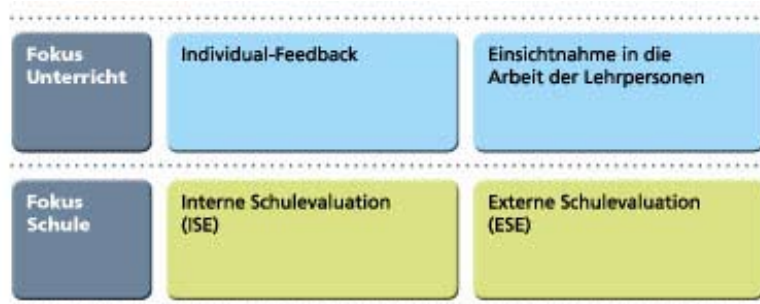 Fokus
Unterricht
Individual-Feedback
Einsichtnahme in die
Arbeit der Lehrpersonen
Fokus
Schule
Interne Schulevaluation
(ISE)
Externe Schulevaluation
(ESE)